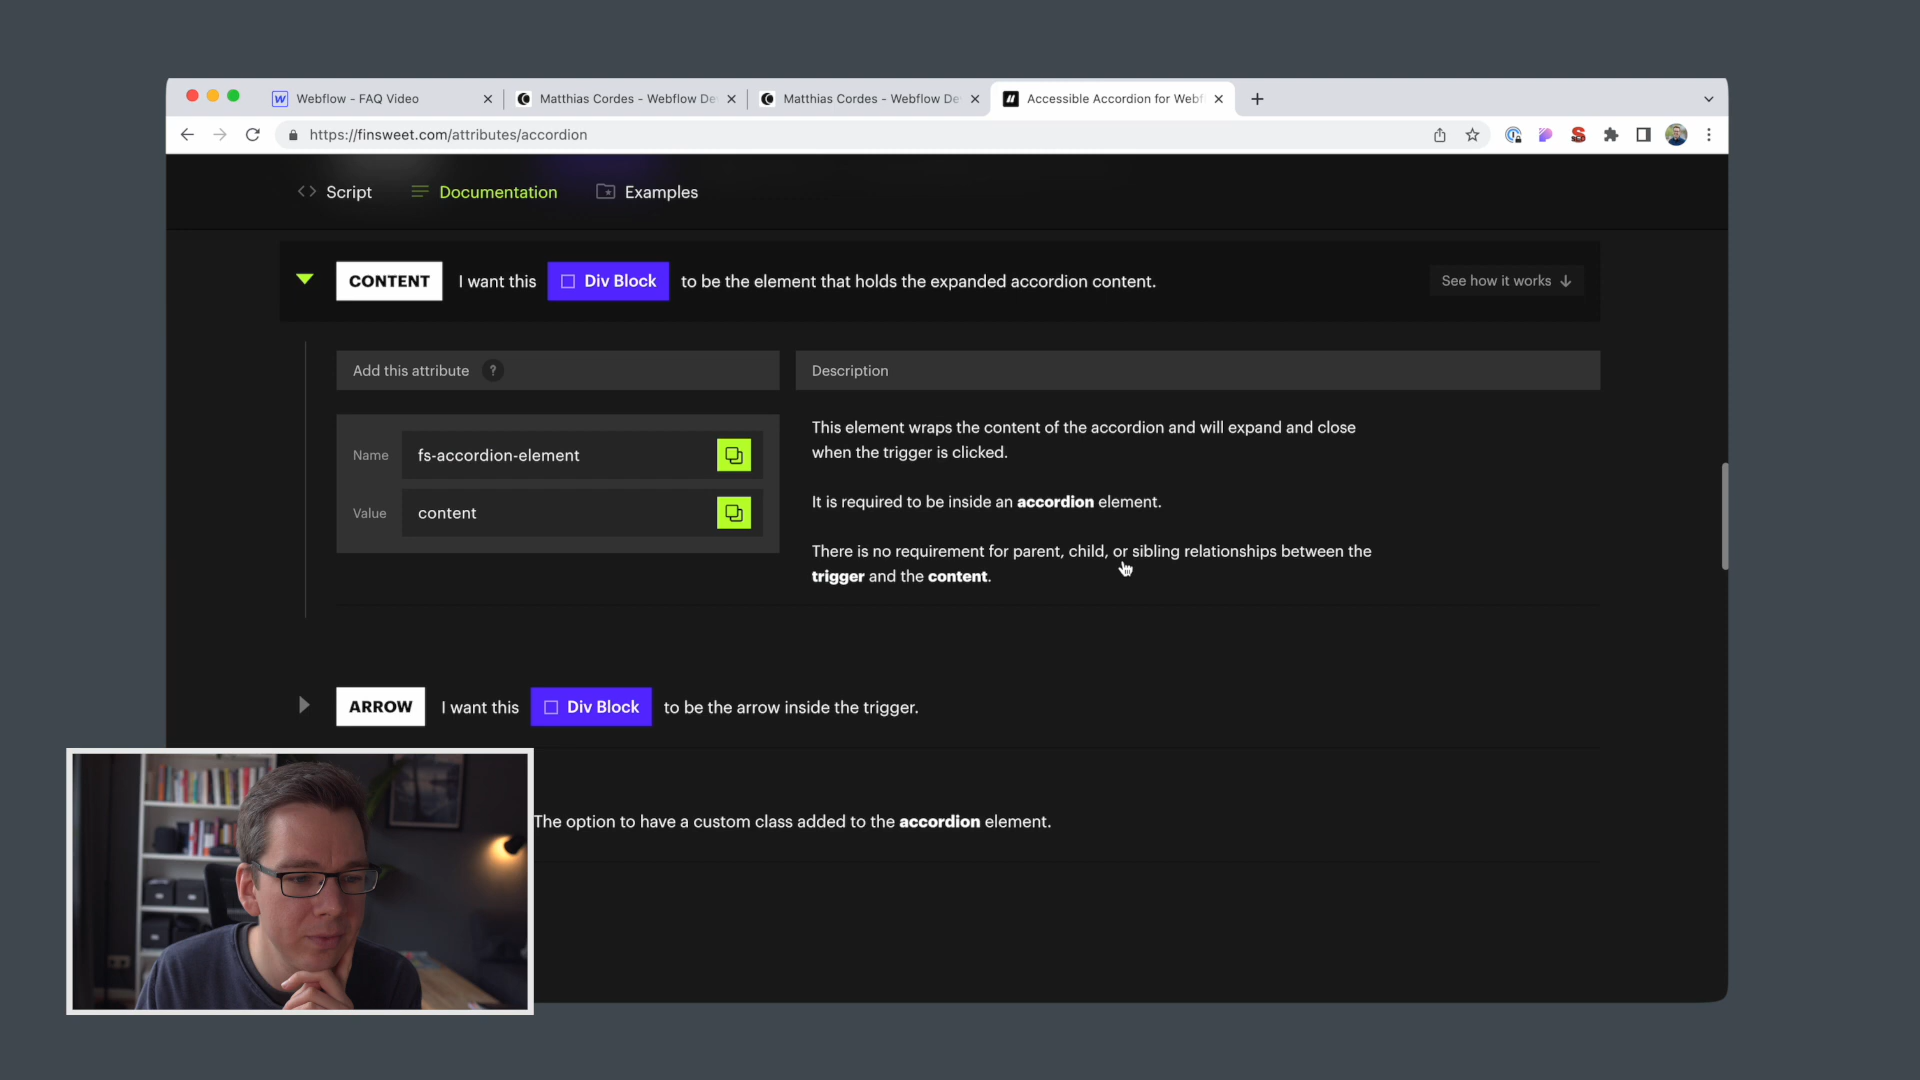 Webflow - FAQ Video
Matthias Cordes - Webflow De
Matthias Cordes - Webflow De
Accessible Accordion for Webf
https://finsweet.com/attributes/accordion
Script
Documentation
Examples
CONTENT I want this Div Block to be the element that holds the expanded accordion content.
See how it works
Add this attribute ?
Description
Name fs-accordion-element
Value content
This element wraps the content of the accordion and will expand and close
when the trigger is clicked.
It is required to be inside an accordion element.
There is no requirement for parent, child, or sibling relationships between the
trigger and the content.
ARROW I want this Div Block to be the arrow inside the trigger.
The option to have a custom class added to the accordion element.